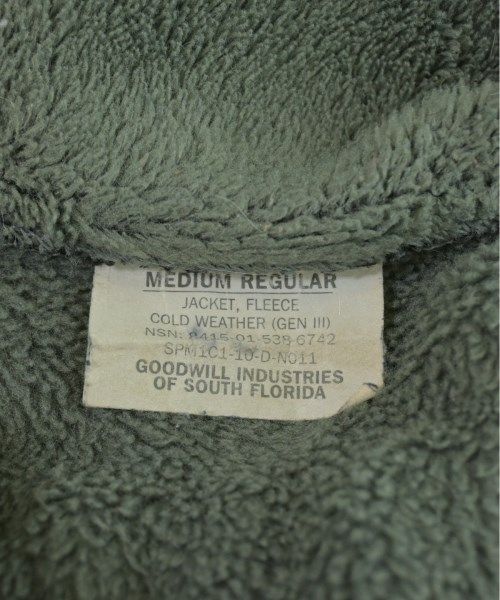 MEDIUM REGULAR
JACKET, FLEECE
COLD WEATHER (GEN III)
NSN: 8415-01-538-6742
SPM1C1-10-D-N011
GOODWILL INDUSTRIES
OF SOUTH FLORIDA